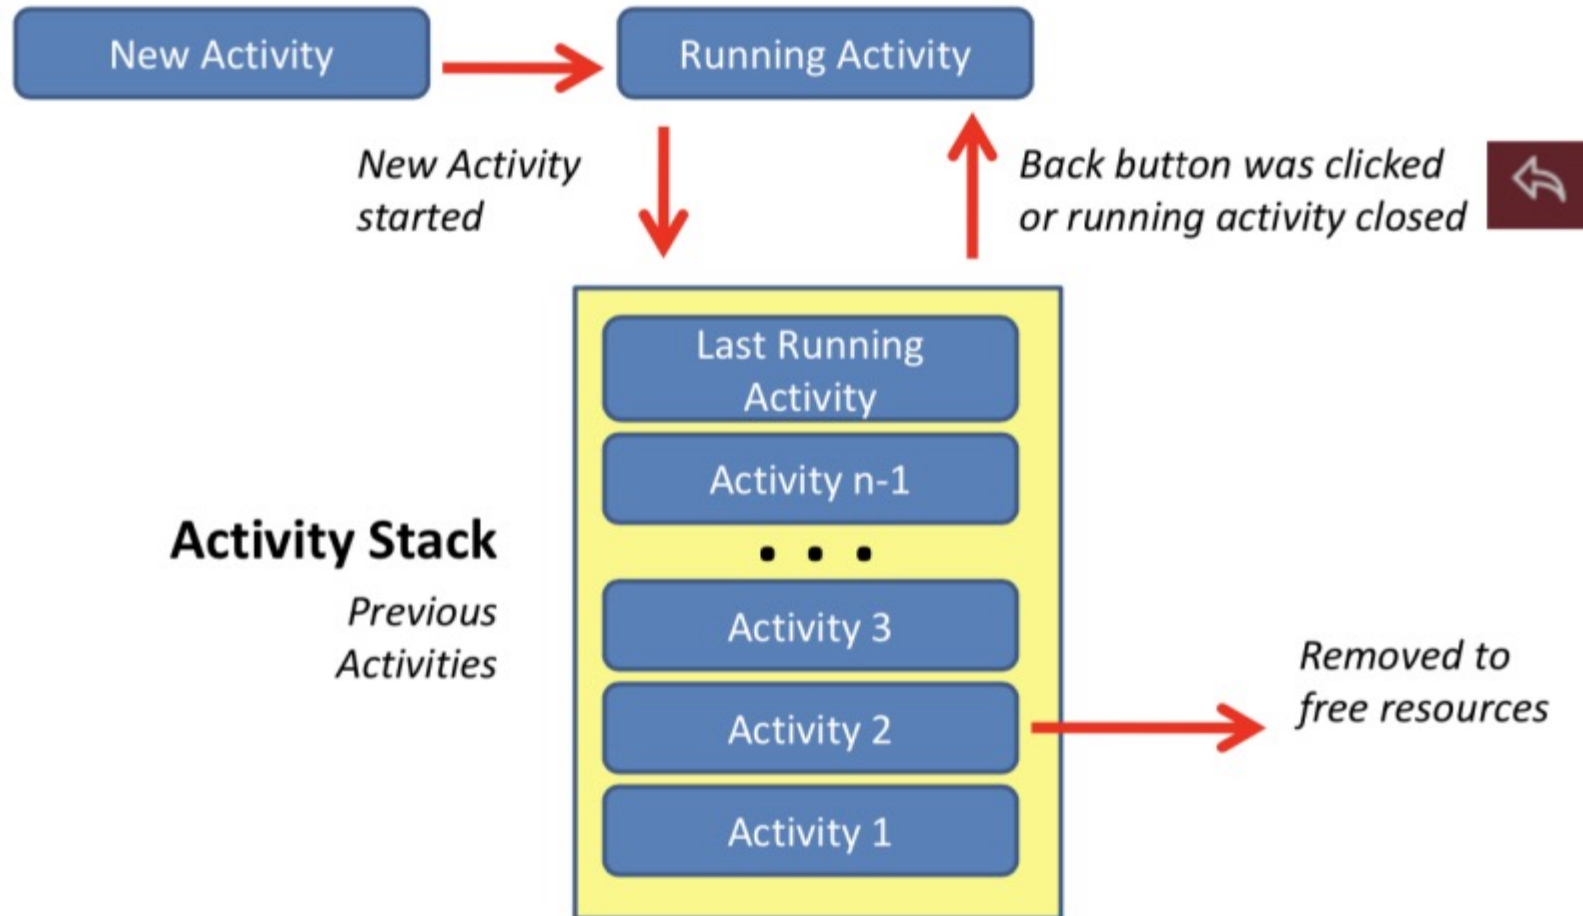 New Activity
Running Activity
New Activity
started
Back button was clicked
or running activity closed
Last Running
Activity
Activity n-1
. . .
Activity Stack
Previous
Activities
Activity 3
Removed to
free resources
Activity 2
Activity 1